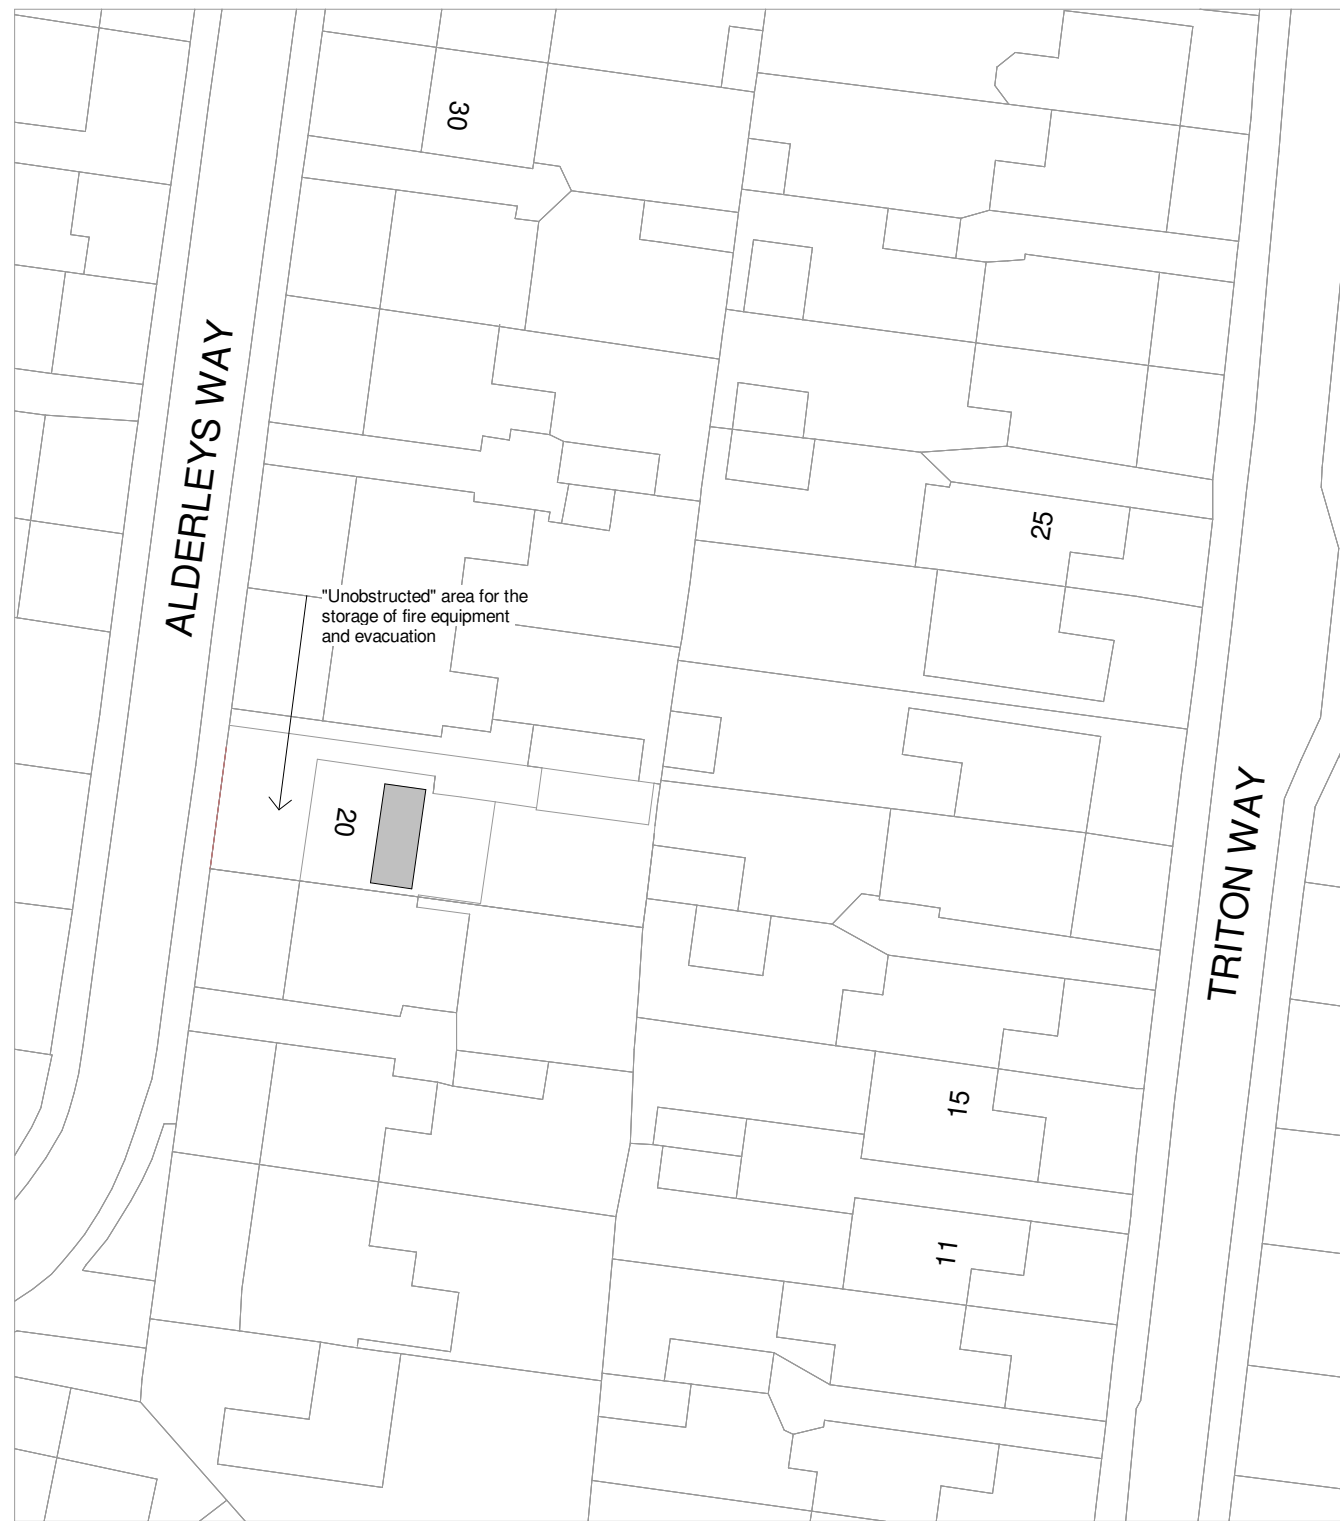 30
ALDERLEYS WAY
25
"Unobstructed" area for the
storage of fire equipment
and evacuation
20
TRITON WAY
15
11